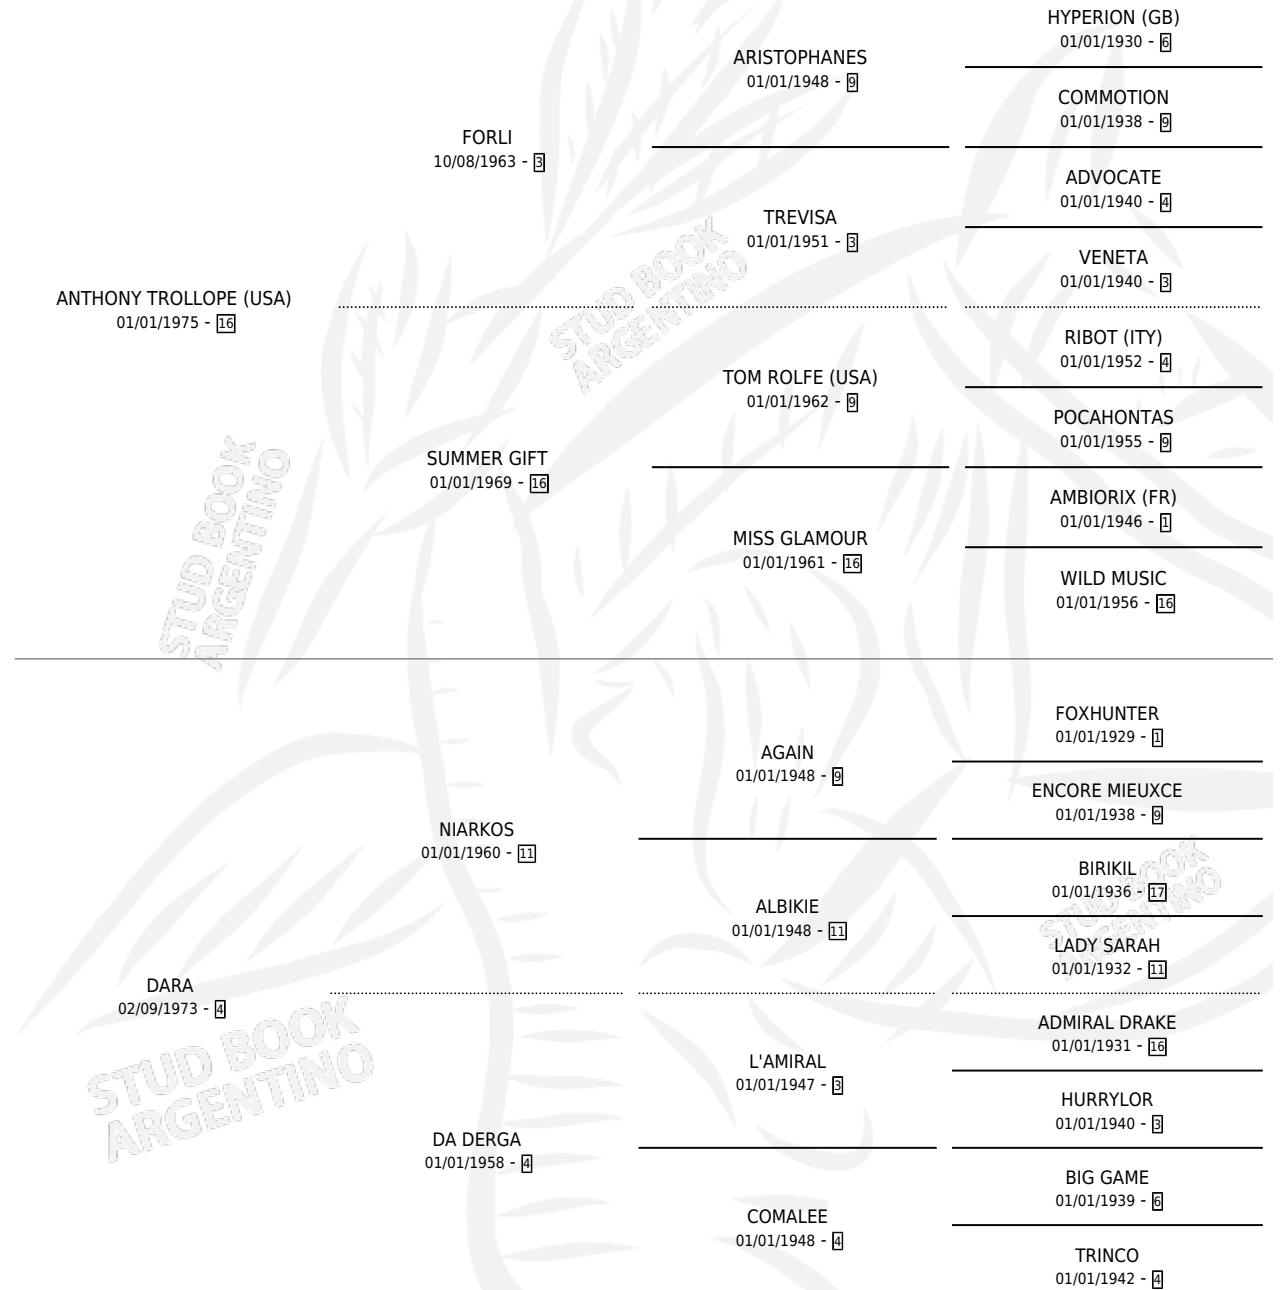 HYPERION (GB)
01/01/1930 - 6
ARISTOPHANES
01/01/1948 - 9
COMMOTION
01/01/1938 - 9
FORLI
10/08/1963 - 3
ADVOCATE
01/01/1940 - 4
TREVISA
01/01/1951 - 3
VENETA
01/01/1940 - 3
ANTHONY TROLLOPE (USA)
01/01/1975 - 16
RIBOT (ITY)
01/01/1952 - 4
TOM ROLFE (USA)
01/01/1962 - 9
POCAHONTAS
01/01/1955 - 9
SUMMER GIFT
01/01/1969 - 16
AMBIORIX (FR)
01/01/1946 - 1
MISS GLAMOUR
01/01/1961 - 16
WILD MUSIC
01/01/1956 - 16
FOXHUNTER
01/01/1929 - 1
AGAIN
01/01/1948 - 9
ENCORE MIEUXCE
01/01/1938 - 9
NIARKOS
01/01/1960 - 11
BIRIKIL
01/01/1936 - 17
ALBIKIE
01/01/1948 - 11
LADY SARAH
01/01/1932 - 11
DARA
02/09/1973 - 4
ADMIRAL DRAKE
01/01/1931 - 16
L'AMIRAL
01/01/1947 - 3
HURRYLOR
01/01/1940 - 3
DA DERGA
01/01/1958 - 4
BIG GAME
01/01/1939 - 6
COMALEE
01/01/1948 - 4
TRINCO
01/01/1942 - 4
STUD BOOK
ARGENTINO
STUD BOOK
ARGENTINO
STUD BOOK
ARGENTINO
STUD BOOK
ARGENTINO